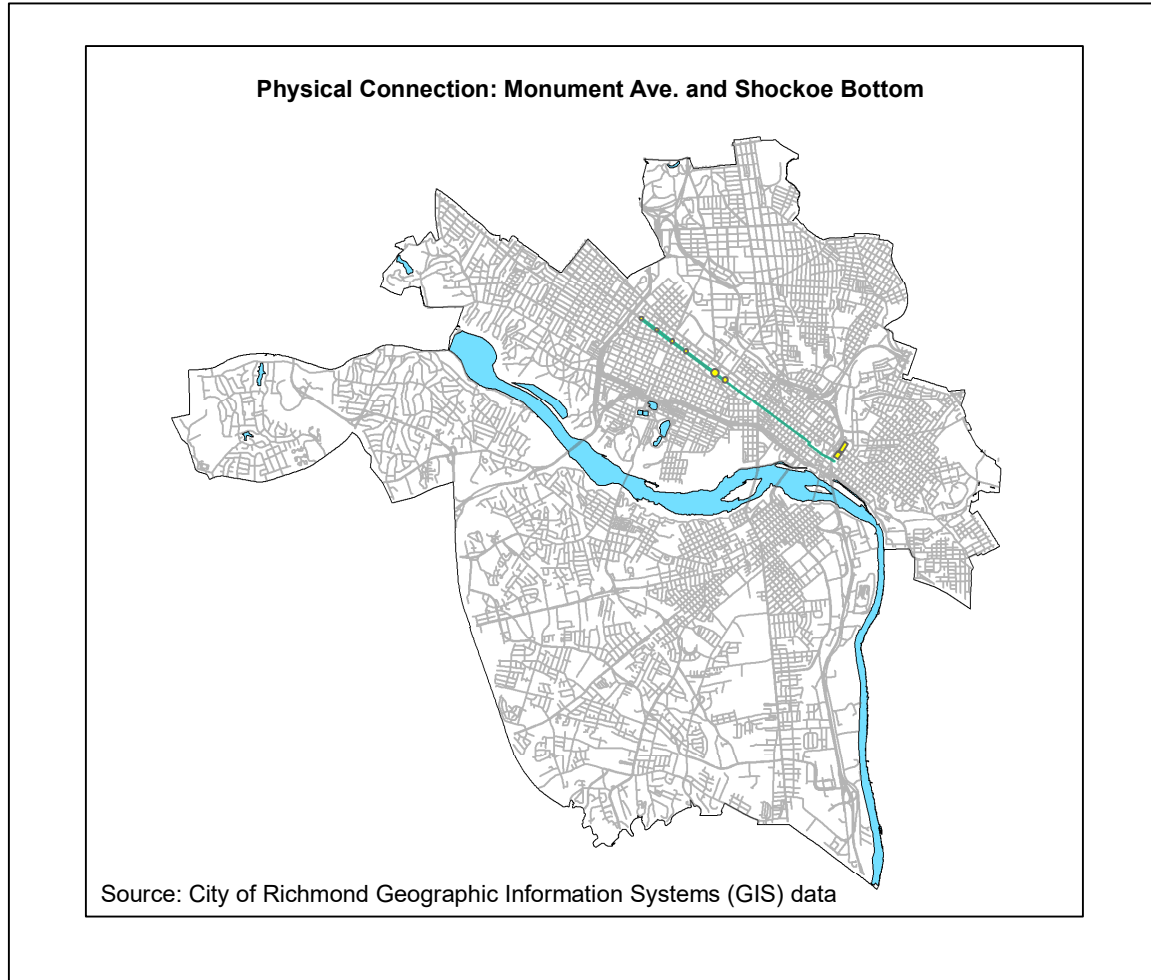 Physical Connection: Monument Ave. and Shockoe Bottom
Source: City of Richmond Geographic Information Systems (GIS) data